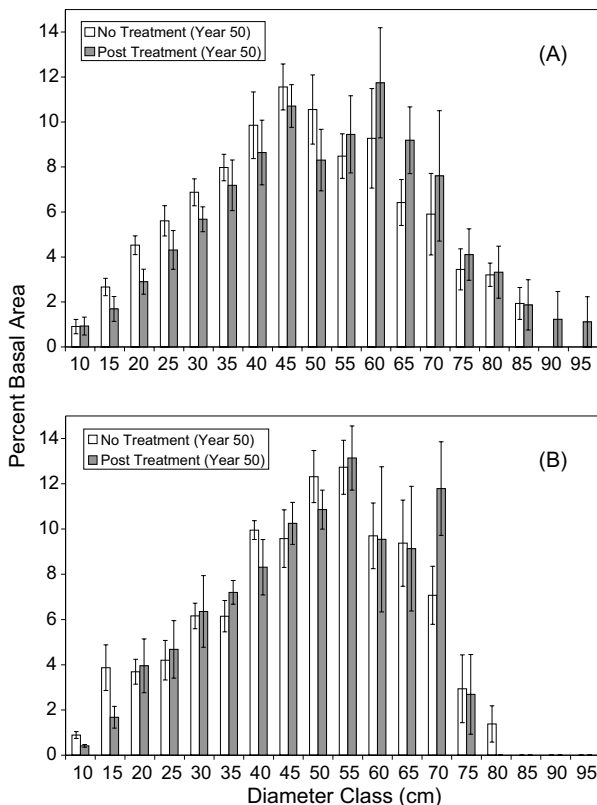 Percent Basal Area
14
12
10
8
6
4
2
0
No Treatment (Year 50)
Post Treatment (Year 50)
(A)
10 15 20 25 30 35 40 45 50 55 60 65 70 75 80 85 90 95
14
12
10
8
6
4
2
0
No Treatment (Year 50)
Post Treatment (Year 50)
(B)
10 15 20 25 30 45 40 45 50 55 60 65 70 75 80 85 90 95
Diameter Class (cm)